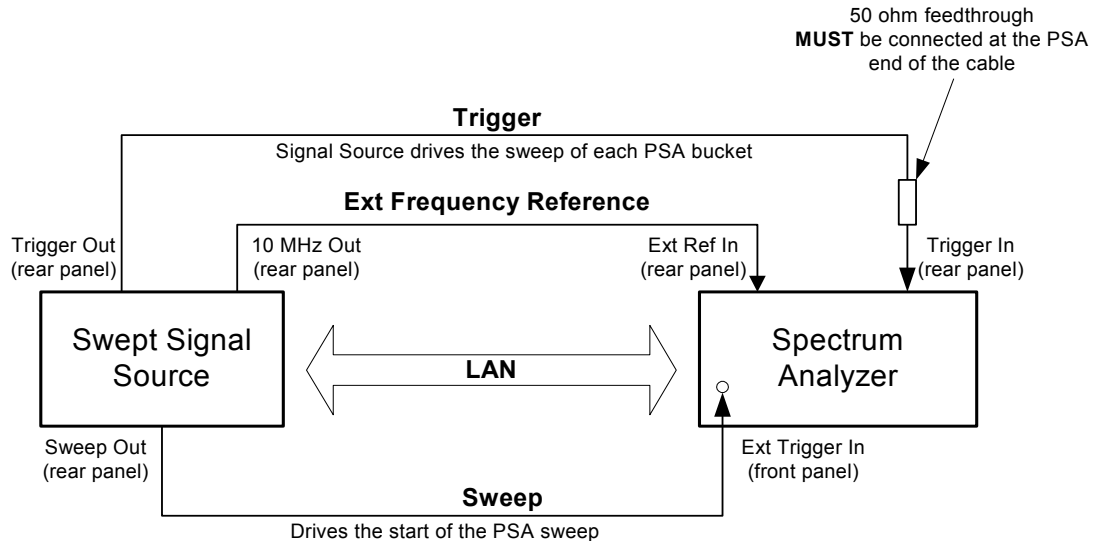 50 ohm feedthrough
MUST be connected at the PSA
end of the cable
Trigger
Signal Source drives the sweep of each PSA bucket
Ext Frequency Reference
Trigger Out
(rear panel)
10 MHz Out
(rear panel)
Ext Ref In
(rear panel)
Trigger In
(rear panel)
Swept Signal
Source
LAN
Spectrum
Analyzer
Sweep Out
(rear panel)
Ext Trigger In
(front panel)
Sweep
Drives the start of the PSA sweep